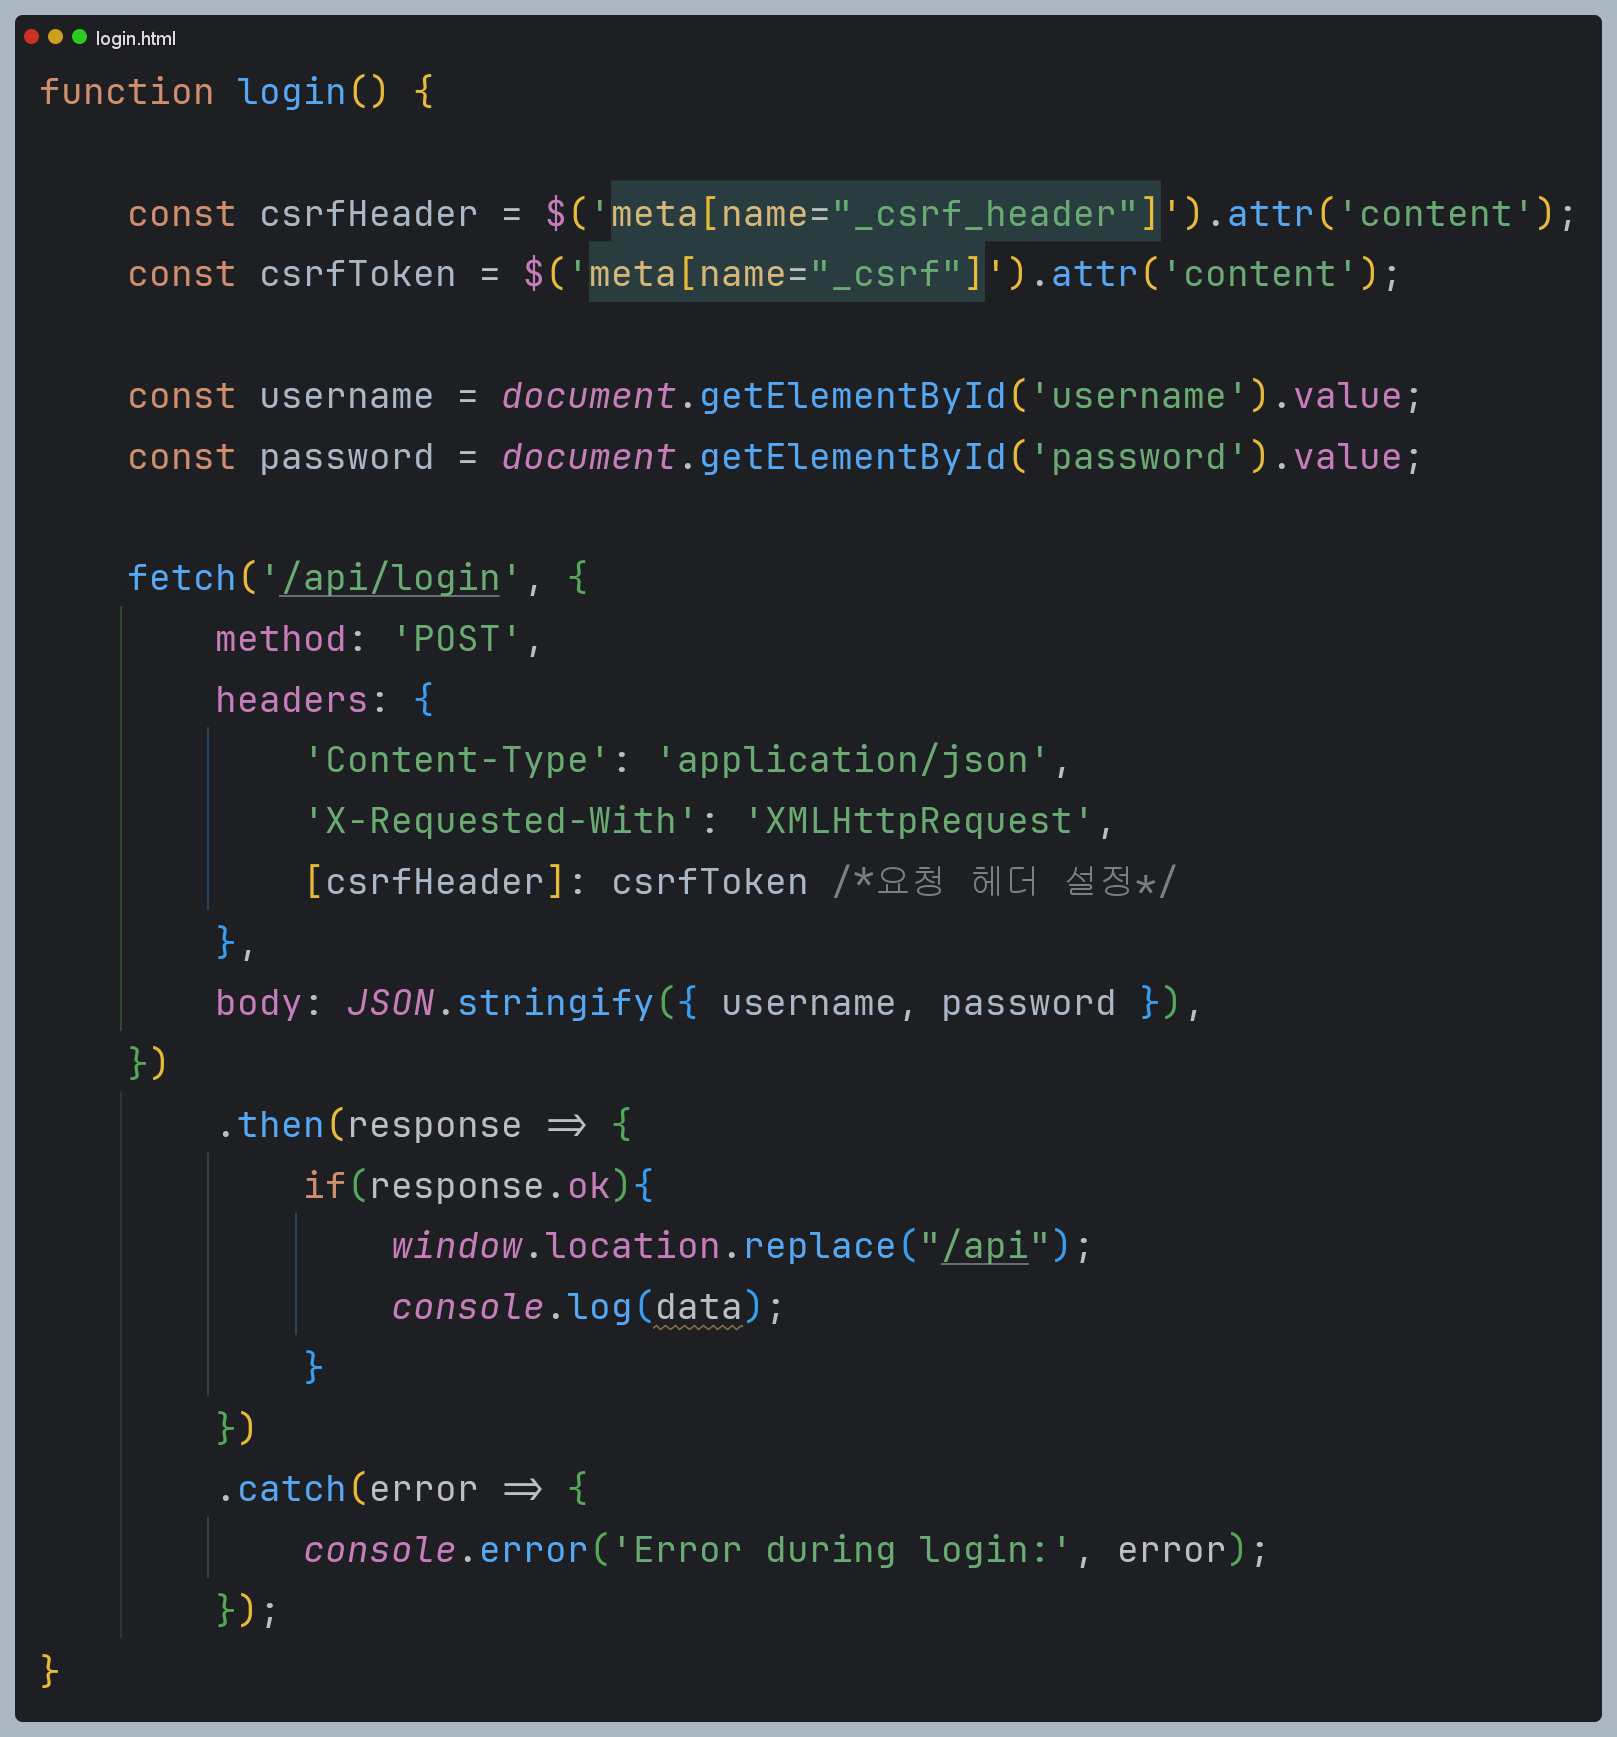 login.html
function login() {
const csrfHeader = $('meta[name="_csrf_header"]').attr('content');
const csrfToken = $('meta[name="_csrf"]').attr('content');
const username = document.getElementById('username').value;
const password = document.getElementById('password').value;
fetch('/api/login', {
method: 'POST',
headers: {
'Content-Type': 'application/json',
'X-Requested-With': 'XMLHttpRequest',
[csrfHeader]: csrfToken /*요청 헤더 설정*/
},
body: JSON.stringify({ username, password }),
})
.then(response => {
if(response.ok){
window.location.replace("/api");
console.log(data);
}
})
.catch(error => {
console.error('Error during login:', error);
});
}